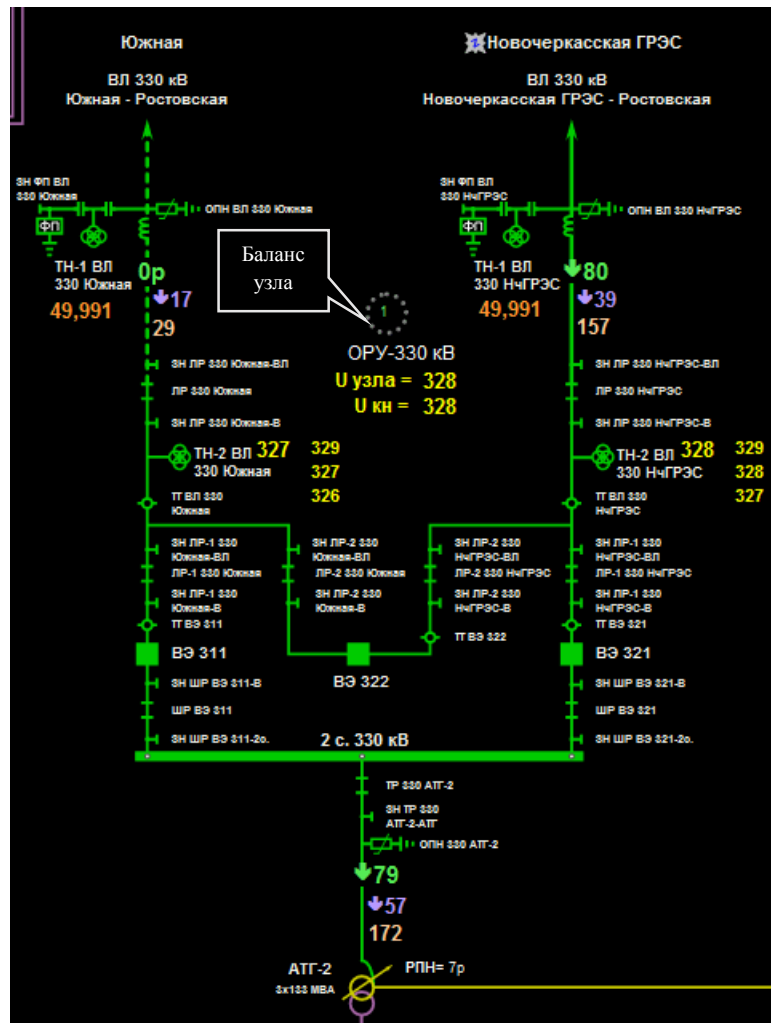 Южная
Новочеркасская ГРЭС
ВЛ 330 кВ
Южная - Ростовская
ВЛ 330 кВ
Новочеркасская ГРЭС - Ростовская
ЗН ФП ВЛ
330 Южная
ФП
ОПН ВЛ 330 Южная
ТН-1 ВЛ
330 Южная
49,991
0р
17
29
Баланс
узла
1
ОРУ-330 кВ
U узла = 328
U кн = 328
ЗН ФП ВЛ
330 НчГРЭС
ФП
ОПН ВЛ 330 НчГРЭС
ТН-1 ВЛ
330 НчГРЭС
49,991
80
39
157
ЗН ЛР 330 Южная-ВЛ
ЛР 330 Южная
ЗН ЛР 330 Южная-В
ТН-2 ВЛ 327
330 Южная
329
327
326
ТТ ВЛ 330
Южная
ЗН ЛР 330 НчГРЭС-ВЛ
ЛР 330 НчГРЭС
ЗН ЛР 330 НчГРЭС-В
ТН-2 ВЛ 328
330 НчГРЭС
329
328
327
ТТ ВЛ 330
НчГРЭС
ЗН ЛР-1 330
Южная-ВЛ
ЛР-1 330 Южная
ЗН ЛР-1 330
Южная-В
ТТ ВЭ 311
ВЭ 311
ЗН ШР ВЭ 311-В
ШР ВЭ 311
ЗН ШР ВЭ 311-2с.
ЗН ЛР-2 330
Южная-ВЛ
ЛР-2 330 Южная
ЗН ЛР-2 330
Южная-В
ВЭ 322
ЗН ЛР-2 330
НчГРЭС-ВЛ
ЛР-2 330 НчГРЭС
ЗН ЛР-2 330
НчГРЭС-В
ТТ ВЭ 322
ЗН ЛР-1 330
НчГРЭС-ВЛ
ЛР-1 330 НчГРЭС
ЗН ЛР-1 330
НчГРЭС-В
ТТ ВЭ 321
ВЭ 321
ЗН ШР ВЭ 321-В
ШР ВЭ 321
ЗН ШР ВЭ 321-2с.
2 с. 330 кВ
ТР 330 АТГ-2
ЗН ТР 330
АТГ-2-АТГ
ОПН 330 АТГ-2
79
57
172
АТГ-2
3х133 МВА
РПН= 7р